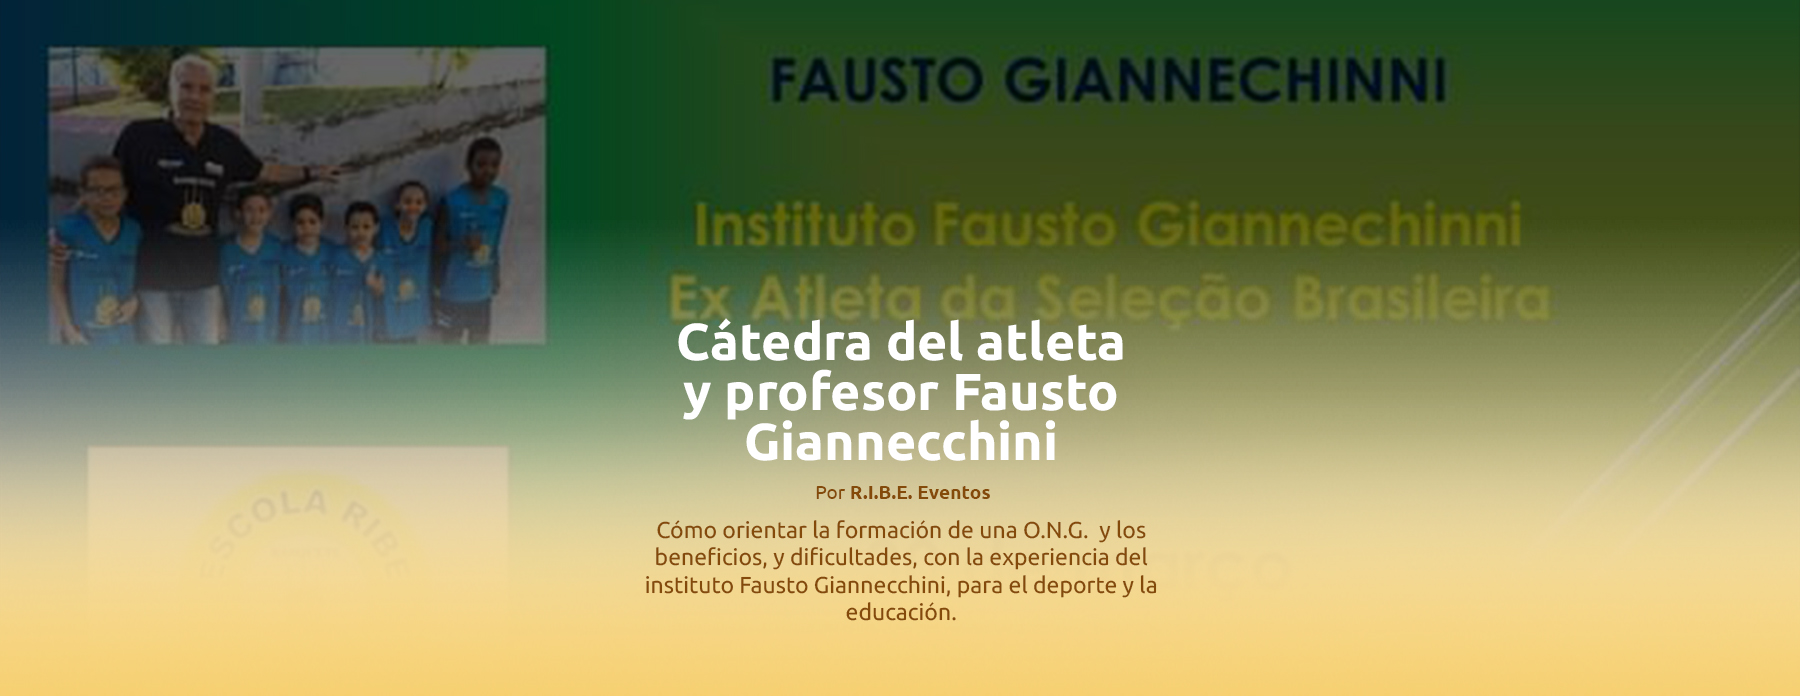 FAUSTO GIANNECHINNI
Instituto Fausto Giannechinni
Ex Atleta da Seleção Brasileira
Cátedra del atleta
y profesor Fausto
Giannecchini
Por R.I.B.E. Eventos
Cómo orientar la formación de una O.N.G. y los
beneficios, y dificultades, con la experiencia del
instituto Fausto Giannecchini, para el deporte y la
educación.
ESCOLA RIBE